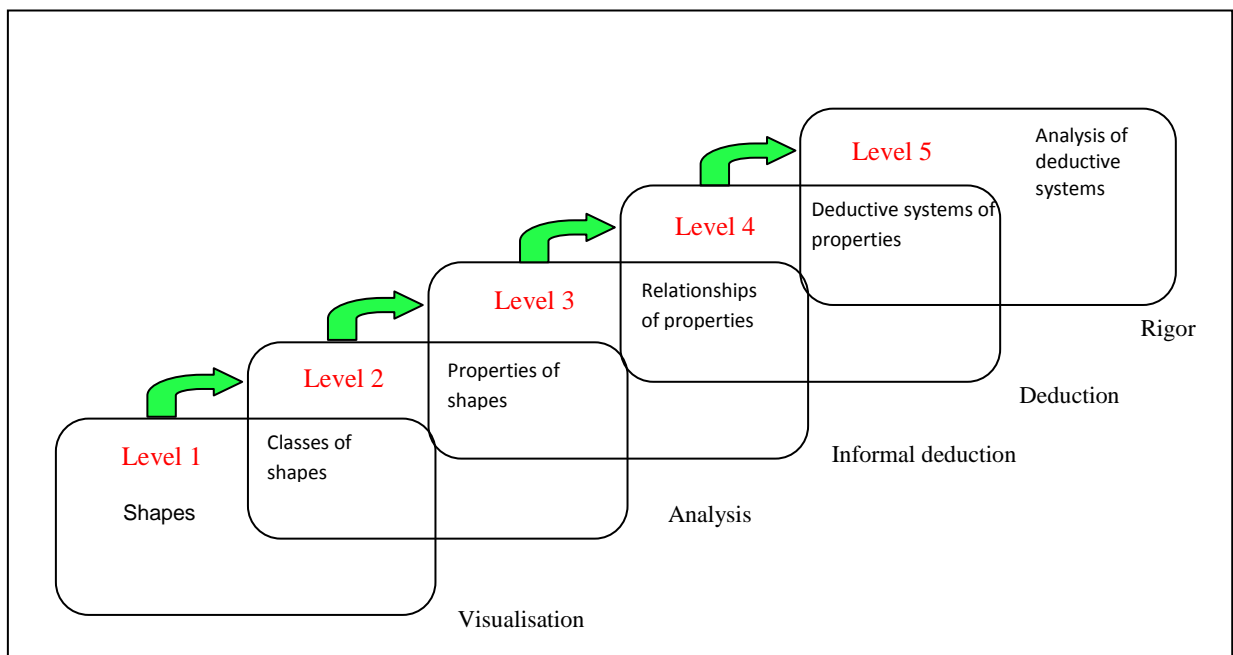 Level 5
Analysis of
deductive
systems
Level 4
Deductive systems of
properties
Level 3
Relationships
of properties
Rigor
Level 2
Properties of
shapes
Deduction
Level 1
Classes of
shapes
Informal deduction
Shapes
Analysis
Visualisation